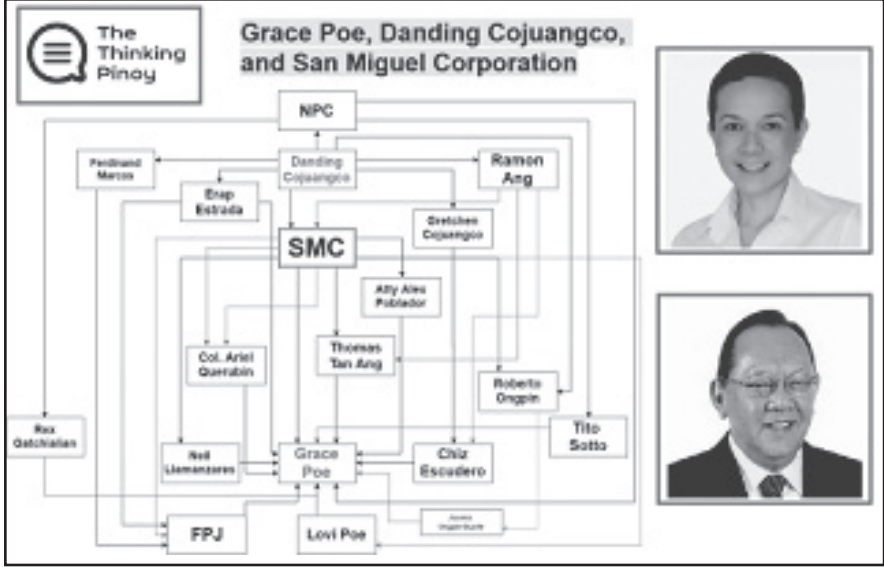 The
Thinking
Pinoy
Grace Poe, Danding Cojuangco,
and San Miguel Corporation
NPC
Ferdinand
Marcos
Danding
Cojuangco
Ramon
Ang
Erap
Estrada
Gretchen
Cojuangco
SMC
Atty Alex
Poblador
Col. Ariel
Querubin
Thomas
Tan Ang
Roberto
Ongpin
Rex
Gatchalian
Tito
Sotto
Neil
Llamanzares
Grace
Poe
Chiz
Escudero
FPJ
Lovi Poe